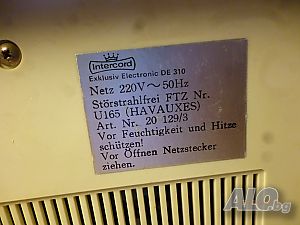 Intercord
Exklusiv Electronic DE 310
Netz 220V~50Hz
Störstrahlfrei FTZ Nr.
U165 (HAVAUXES)
Art. Nr. 20 129/3
Vor Feuchtigkeit und Hitze
schützen!
Vor Öffnen Netzstecker
ziehen.
ALO.bg